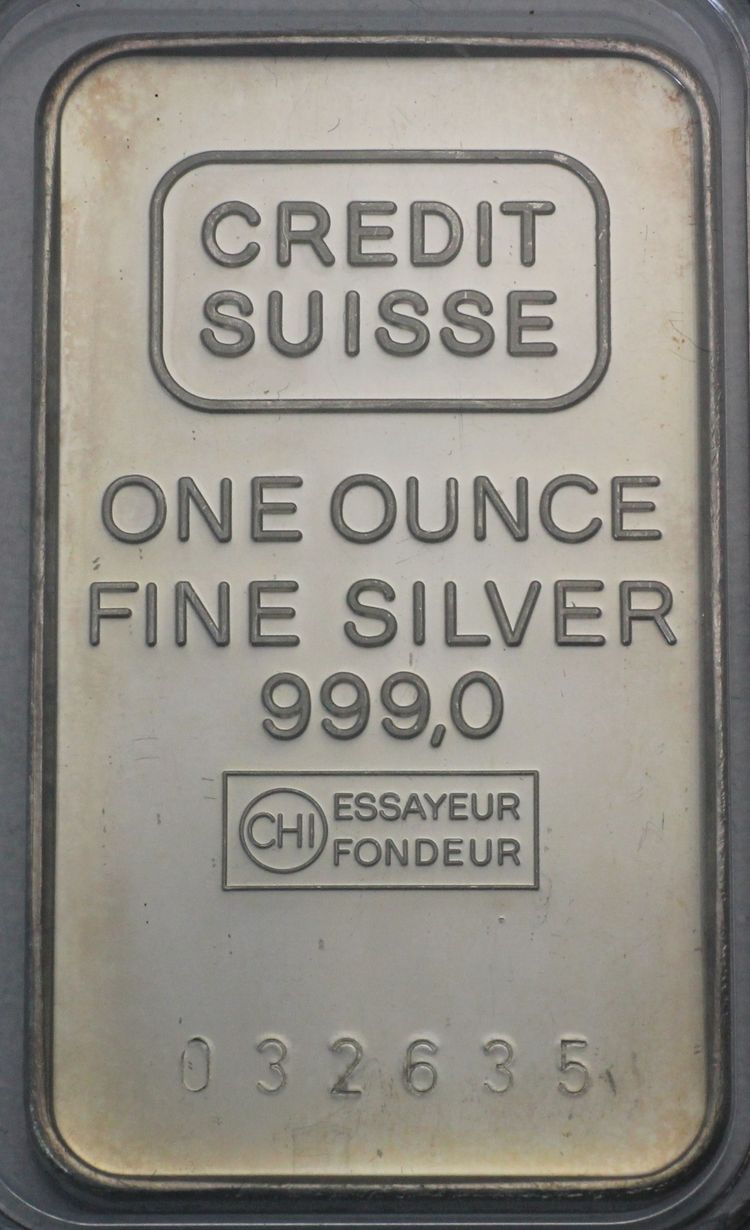 CREDIT
SUISSE
ONE OUNCE
FINE SILVER
999,0
CHI ESSAYEUR
FONDEUR
032635